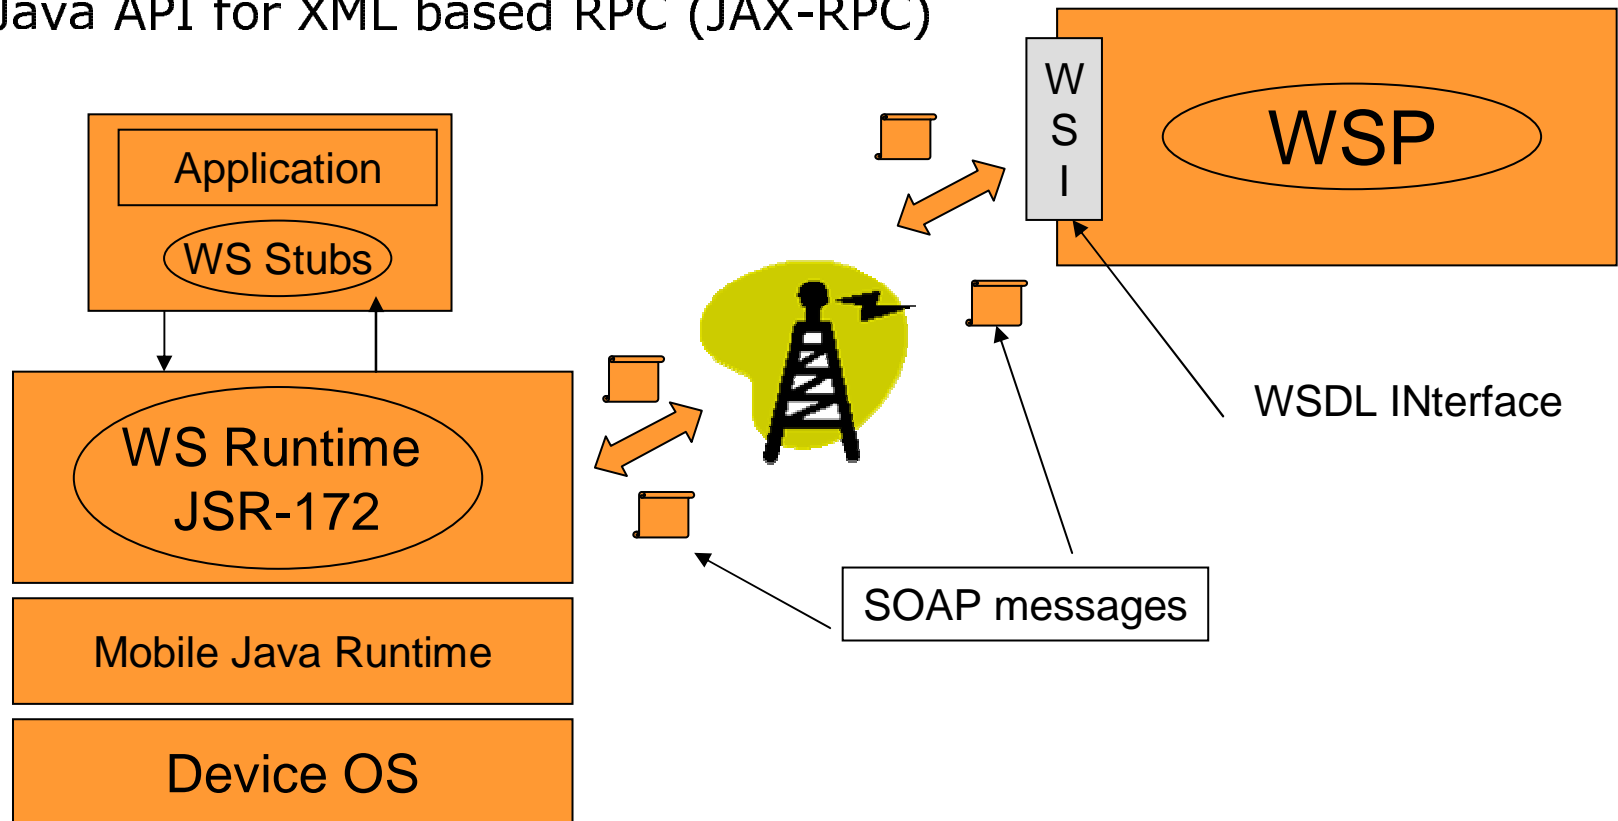 Java API for XML based RPC (JAX-RPC)
W
S
I
WSP
Application
WS Stubs
WSDL INterface
WS Runtime
JSR-172
SOAP messages
Mobile Java Runtime
Device OS